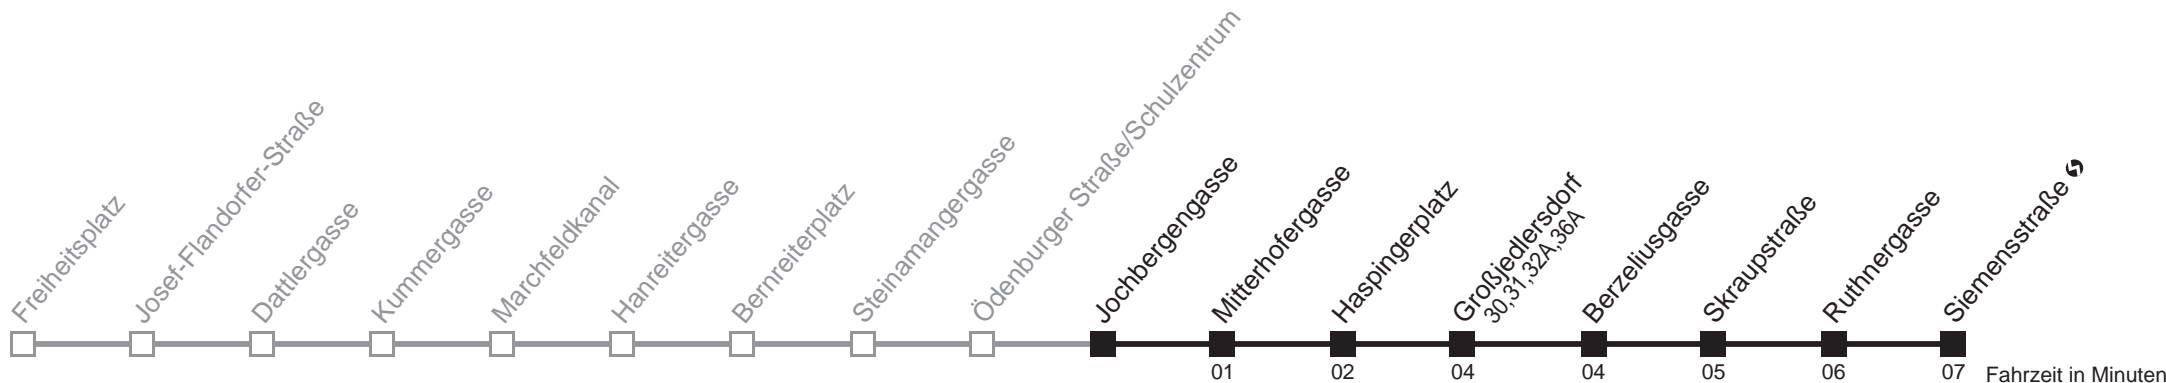 Freiheitsplatz
Josef-Flandorfer-Straße
Dattlergasse
Kummergasse
Marchfeldkanal
Hanreitergasse
Bernreiterplatz
Steinamangergasse
Ödenburger Straße/Schulzentrum
Jochbergengasse
Mitterhofergasse
Haspingerplatz
Großjedlersdorf
30,31,32A,36A
Berzeliusgasse
Skraupstraße
Ruthnergasse
Siemensstraße
01 02 04 04 05 06 07 Fahrzeit in Minuten